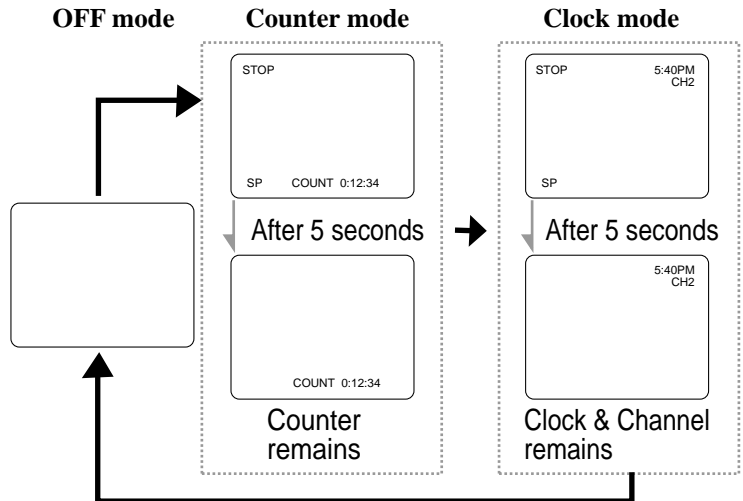 OFF mode
Counter mode
Clock mode
STOP
SP COUNT 0:12:34
After 5 seconds
COUNT 0:12:34
Counter
remains
STOP 5:40PM
CH2
SP
After 5 seconds
5:40PM
CH2
Clock & Channel
remains